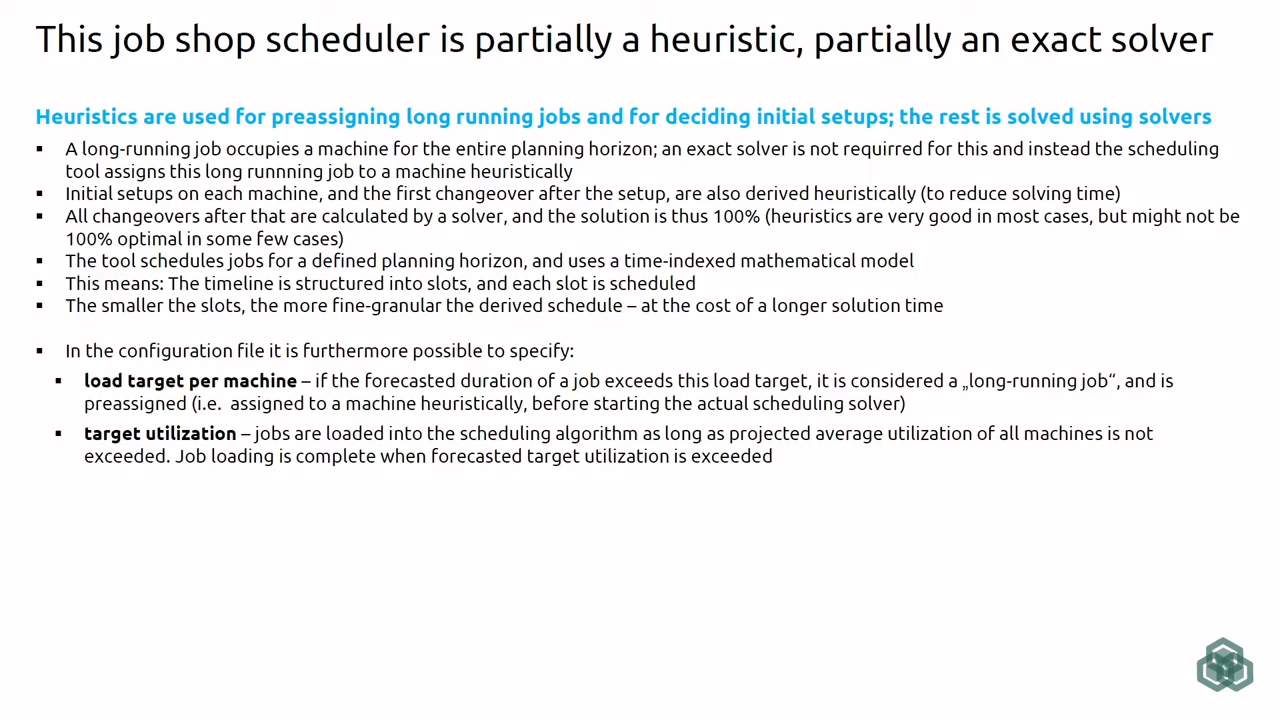 This job shop scheduler is partially a heuristic, partially an exact solver
Heuristics are used for preassigning long running jobs and for deciding initial setups; the rest is solved using solvers
▪ A long-running job occupies a machine for the entire planning horizon; an exact solver is not requirred for this and instead the scheduling
tool assigns this long runnning job to a machine heuristically
▪ Initial setups on each machine, and the first changeover after the setup, are also derived heuristically (to reduce solving time)
▪ All changeovers after that are calculated by a solver, and the solution is thus 100% (heuristics are very good in most cases, but might not be
100% optimal in some few cases)
▪ The tool schedules jobs for a defined planning horizon, and uses a time-indexed mathematical model
▪ This means: The timeline is structured into slots, and each slot is scheduled
▪ The smaller the slots, the more fine-granular the derived schedule – at the cost of a longer solution time
▪ In the configuration file it is furthermore possible to specify:
▪ load target per machine – if the forecasted duration of a job exceeds this load target, it is considered a „long-running job“, and is
preassigned (i.e. assigned to a machine heuristically, before starting the actual scheduling solver)
▪ target utilization – jobs are loaded into the scheduling algorithm as long as projected average utilization of all machines is not
exceeded. Job loading is complete when forecasted target utilization is exceeded